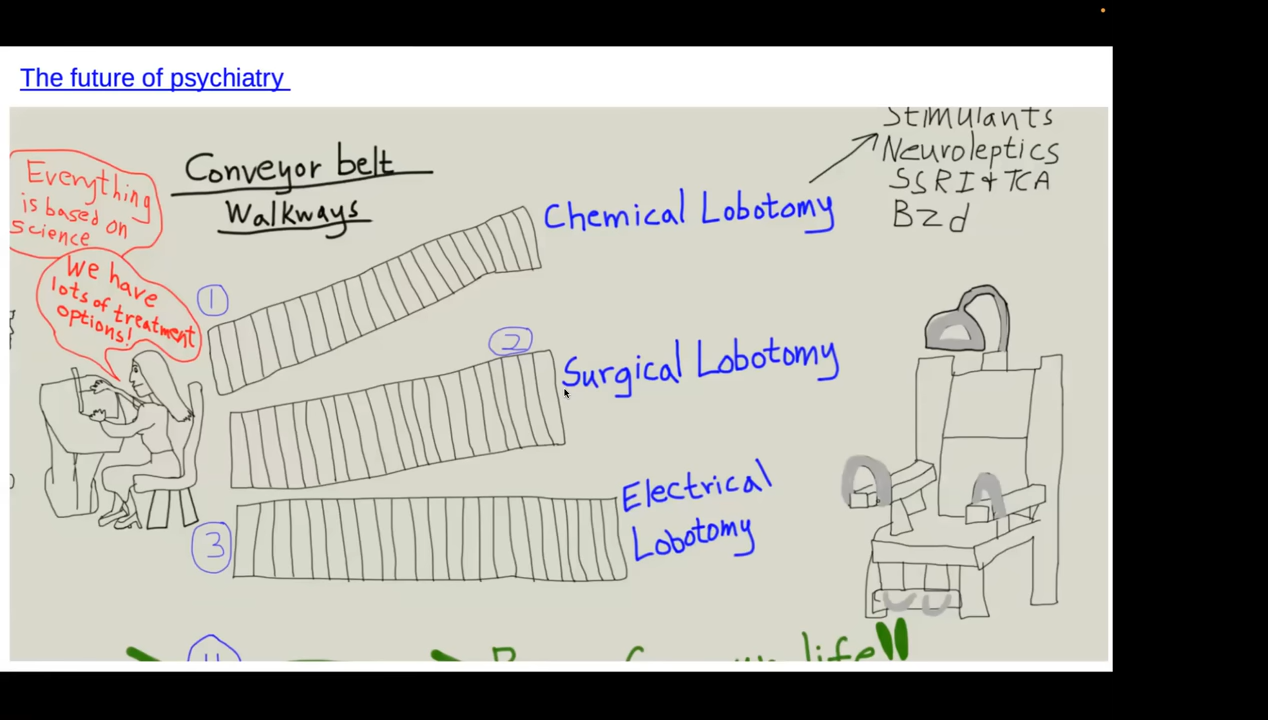 The future of psychiatry
Stimulants
Neuroleptics
SSRI + TCA
Bzd
Conveyor belt
Walkways
Everything
is based on
science
We have
lots of treatment
options!
Chemical Lobotomy
1
2
Surgical Lobotomy
Electrical
Lobotomy
3
life!!